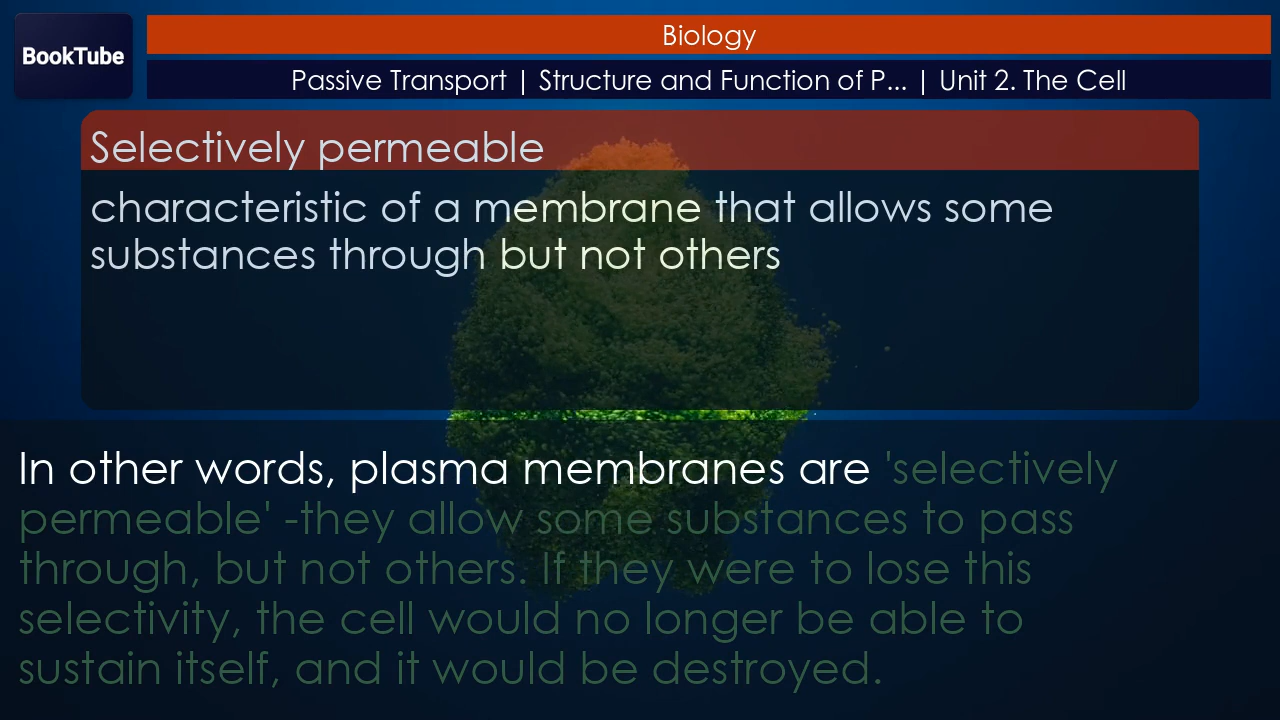 BookTube
Biology
Passive Transport | Structure and Function of P... | Unit 2. The Cell
Selectively permeable
characteristic of a membrane that allows some
substances through but not others
In other words, plasma membranes are 'selectively
permeable' -they allow some substances to pass
through, but not others. If they were to lose this
selectivity, the cell would no longer be able to
sustain itself, and it would be destroyed.